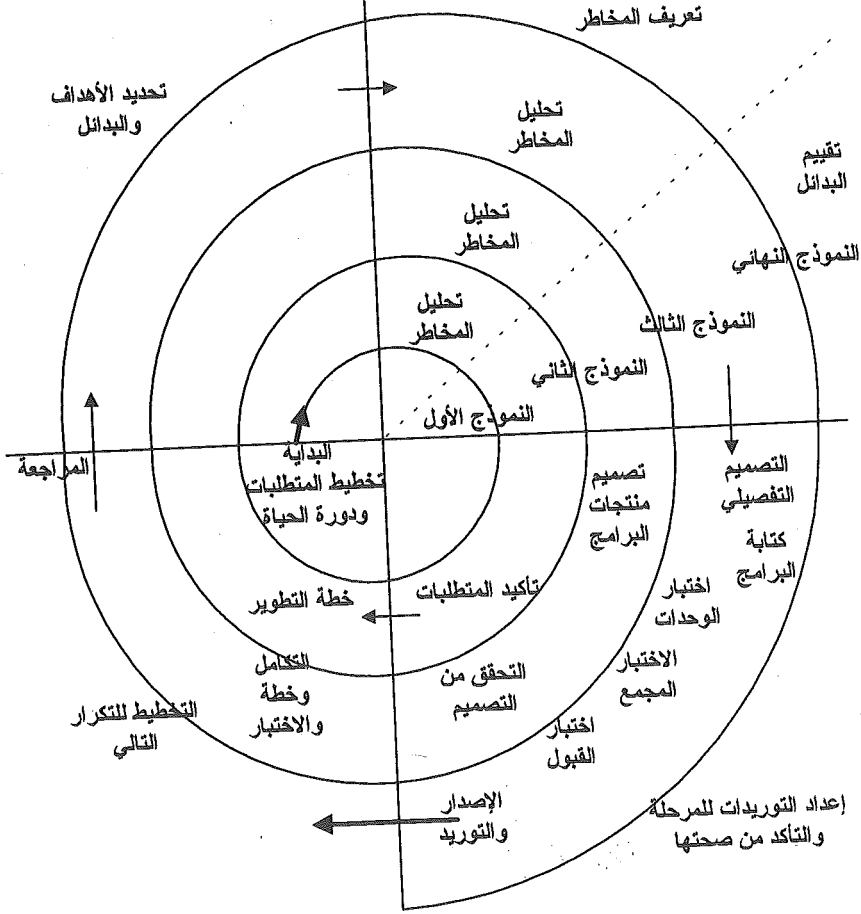 تعريف المخاطر
تحديد الأهداف
والبدائل
تحليل
المخاطر
تقييم
البدائل
تحليل
المخاطر
النموذج النهائي
تحليل
المخاطر
النموذج الثالث
النموذج الثاني
النموذج الأول
البداية
تخطيط المتطلبات
ودورة الحياة
المراجعة
تصميم
منتجات
البرامج
التصميم
التفصيلي
كتابة
البرامج
خطة التطوير
تأكيد المتطلبات
اختبار
الوحدات
التكامل
وخطة
والاختبار
التحقق من
التصميم
الاختبار
المجمع
التخطيط للتكرار
التالي
اختبار
القبول
الإصدار
والتوريد
إعداد التوريدات للمرحلة
والتأكد من صحتها